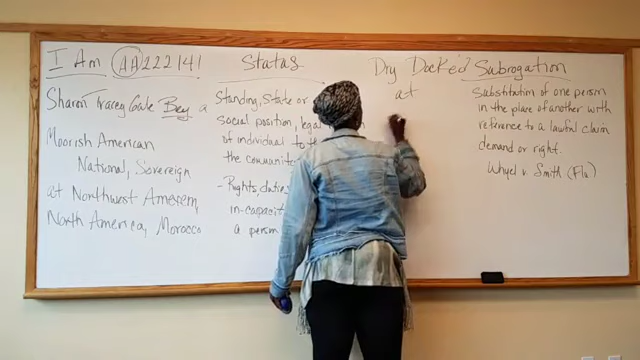 I Am AA222141
Sharon Tracey Gale Bey a
Moorish American
National, Sovereign
at Northwest Amexem,
North America, Morocco
Status
Standing, State or
social position, legal
of individual to the
the community
- Rights, duties,
in-capacit
a person
Dry Docked
at
Subrogation
Substitution of one person
in the place of another with
reference to a lawful claim
demand or right.
Whyel v. Smith (Fla)